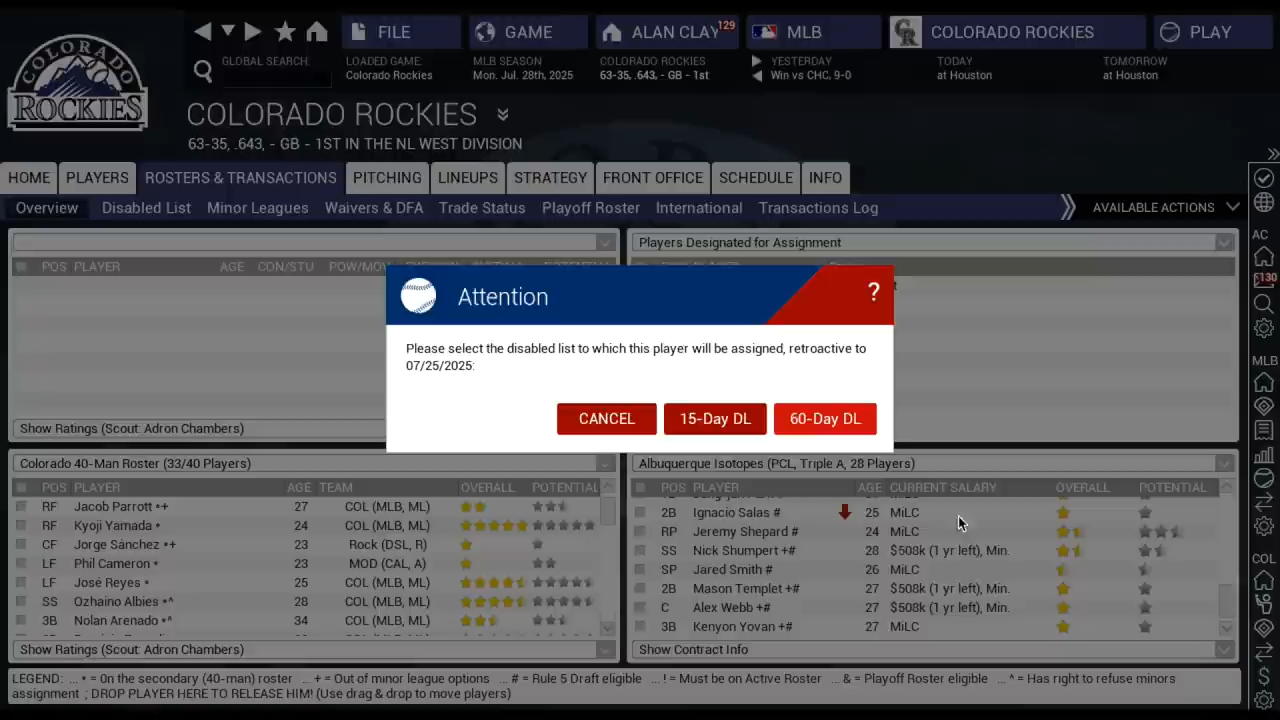 COLORADO
ROCKIES
FILE
GAME
ALAN CLAY
129
MLB
COLORADO ROCKIES
PLAY
GLOBAL SEARCH:
LOADED GAME:
Colorado Rockies
MLB SEASON
Mon. Jul. 28th, 2025
COLORADO ROCKIES
63-35, .643, - GB - 1st
YESTERDAY
Win vs CHC, 9-0
TODAY
at Houston
TOMORROW
at Houston
COLORADO ROCKIES
63-35, .643, - GB - 1ST IN THE NL WEST DIVISION
HOME PLAYERS ROSTERS & TRANSACTIONS PITCHING LINEUPS STRATEGY FRONT OFFICE SCHEDULE INFO
Overview Disabled List Minor Leagues Waivers & DFA Trade Status Playoff Roster International Transactions Log AVAILABLE ACTIONS
Players Designated for Assignment
POS PLAYER AGE CON/STU POW/MOV
Attention
?
Please select the disabled list to which this player will be assigned, retroactive to
07/25/2025:
CANCEL 15-Day DL 60-Day DL
Show Ratings (Scout: Adron Chambers)
Colorado 40-Man Roster (33/40 Players)
POS PLAYER AGE TEAM OVERALL POTENTIAL
RF Jacob Parrott *+ 27 COL (MLB, ML)
RF Kyoji Yamada * 24 COL (MLB, ML)
CF Jorge Sánchez *+ 23 Rock (DSL, R)
LF Phil Cameron * 23 MOD (CAL, A)
LF José Reyes * 25 COL (MLB, ML)
SS Ozhaino Albies *^ 28 COL (MLB, ML)
3B Nolan Arenado *^ 34 COL (MLB, ML)
Show Ratings (Scout: Adron Chambers)
Albuquerque Isotopes (PCL, Triple A, 28 Players)
POS PLAYER AGE CURRENT SALARY OVERALL POTENTIAL
2B Ignacio Salas # 25 MiLC
RP Jeremy Shepard # 24 MiLC
SS Nick Shumpert +# 28 $508k (1 yr left), Min.
SP Jared Smith # 26 MiLC
2B Mason Templet +# 27 $508k (1 yr left), Min.
C Alex Webb +# 27 $508k (1 yr left), Min.
3B Kenyon Yovan +# 27 MiLC
Show Contract Info
LEGEND: ... * = On the secondary (40-man) roster ... + = Out of minor league options ... # = Rule 5 Draft eligible ... ! = Must be on Active Roster ... & = Playoff Roster eligible ... ^ = Has right to refuse minors
assignment ; DROP PLAYER HERE TO RELEASE HIM! (Use drag & drop to move players)
AC
130
MLB
COL